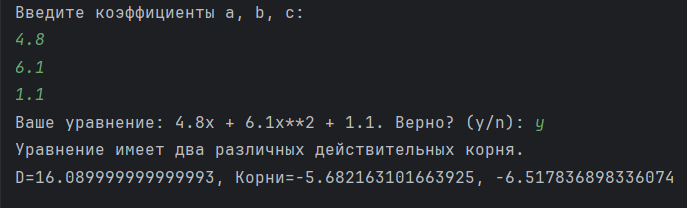 Введите коэффициенты a, b, c:
4.8
6.1
1.1
Ваше уравнение: 4.8x + 6.1x**2 + 1.1. Верно? (y/n): y
Уравнение имеет два различных действительных корня.
D=16.089999999999993, Корни=-5.682163101663925, -6.517836898336074